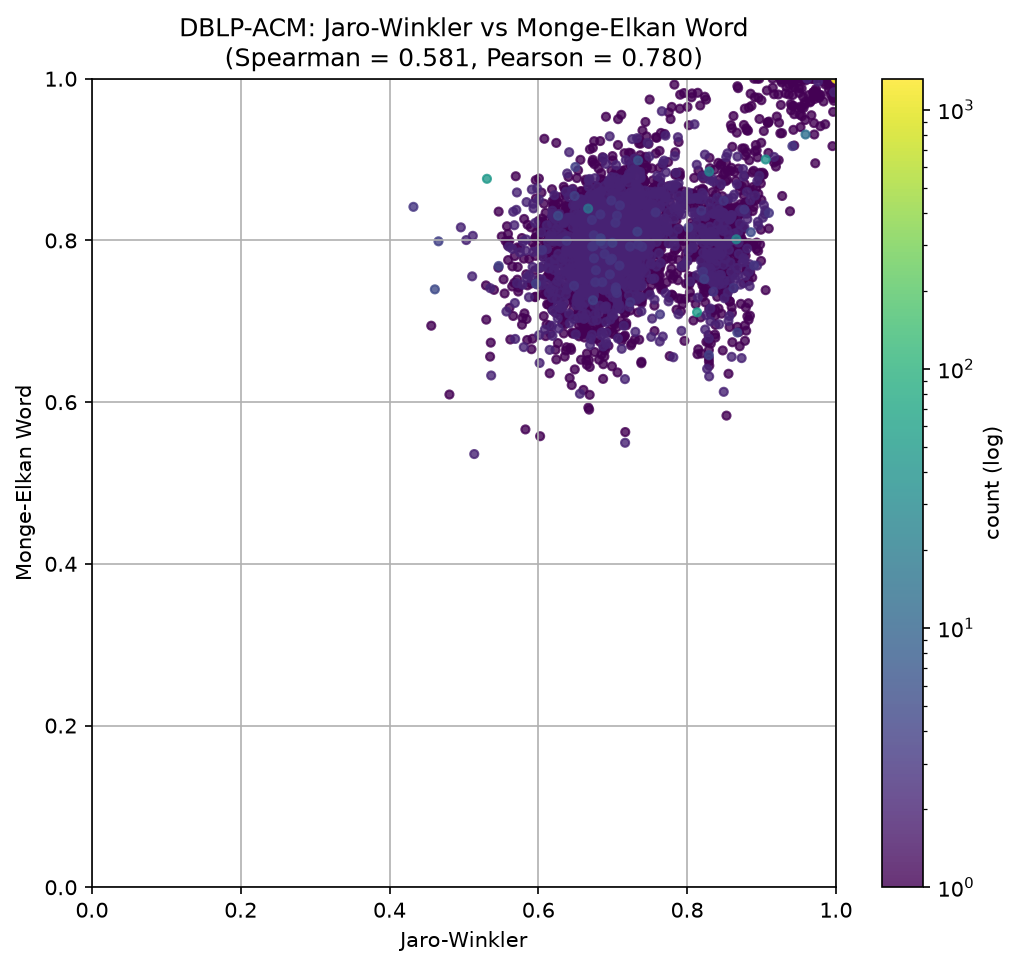 DBLP-ACM: Jaro-Winkler vs Monge-Elkan Word
(Spearman = 0.581, Pearson = 0.780)
1.0
0.8
0.6
0.4
0.2
0.0
Monge-Elkan Word
0.0 0.2 0.4 0.6 0.8 1.0
Jaro-Winkler
10³
10²
10¹
10⁰
count (log)